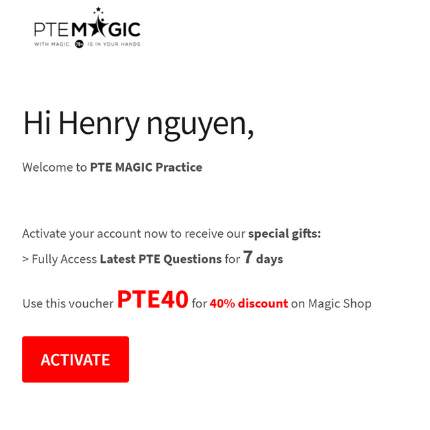 PTEMAGIC
WITH MAGIC 79+ IS IN YOUR HANDS
Hi Henry nguyen,
Welcome to PTE MAGIC Practice
Activate your account now to receive our special gifts:
> Fully Access Latest PTE Questions for 7 days
Use this voucher PTE40 for 40% discount on Magic Shop
ACTIVATE